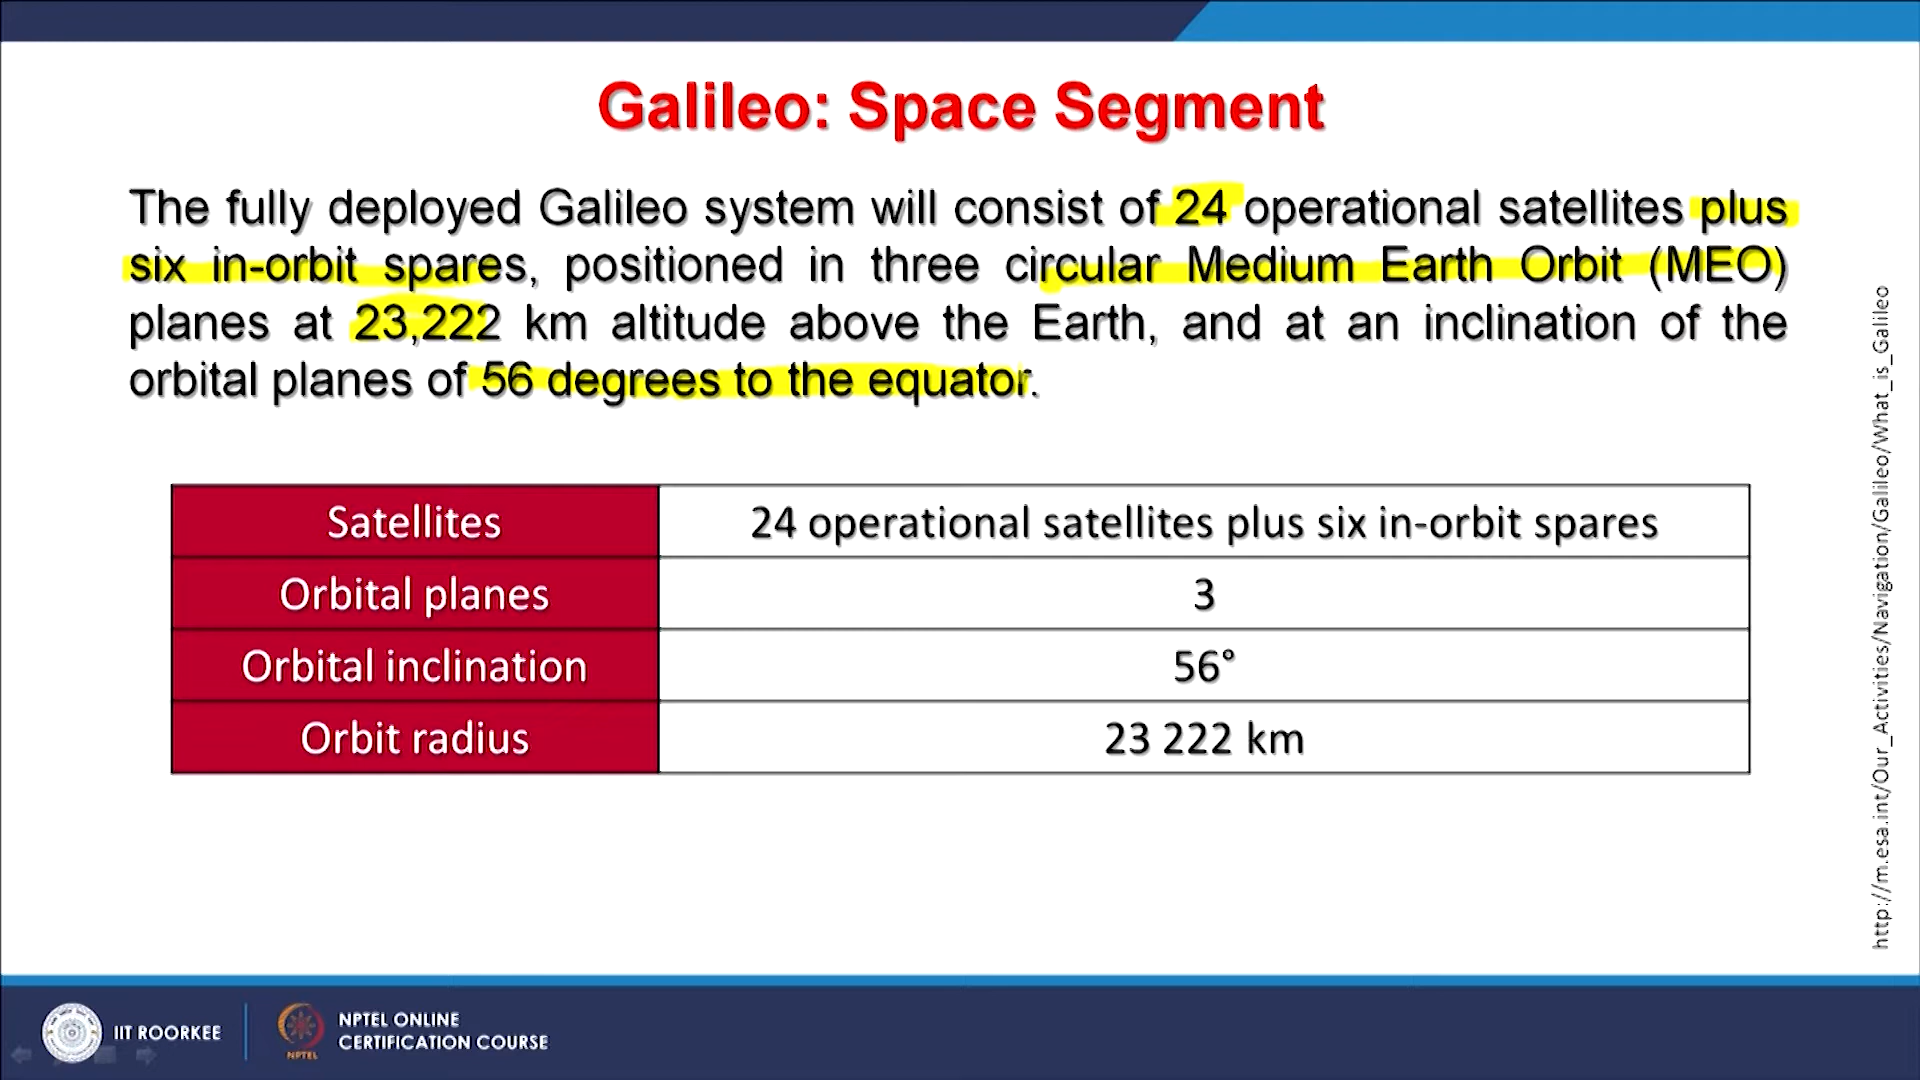 Galileo: Space Segment
The fully deployed Galileo system will consist of 24 operational satellites plus
six in-orbit spares, positioned in three circular Medium Earth Orbit (MEO)
planes at 23,222 km altitude above the Earth, and at an inclination of the
orbital planes of 56 degrees to the equator.
Satellites 24 operational satellites plus six in-orbit spares
Orbital planes 3
Orbital inclination 56°
Orbit radius 23 222 km
http://m.esa.int/Our_Activities/Navigation/Galileo/What_is_Galileo
IIT ROORKEE
NPTEL
NPTEL ONLINE
CERTIFICATION COURSE